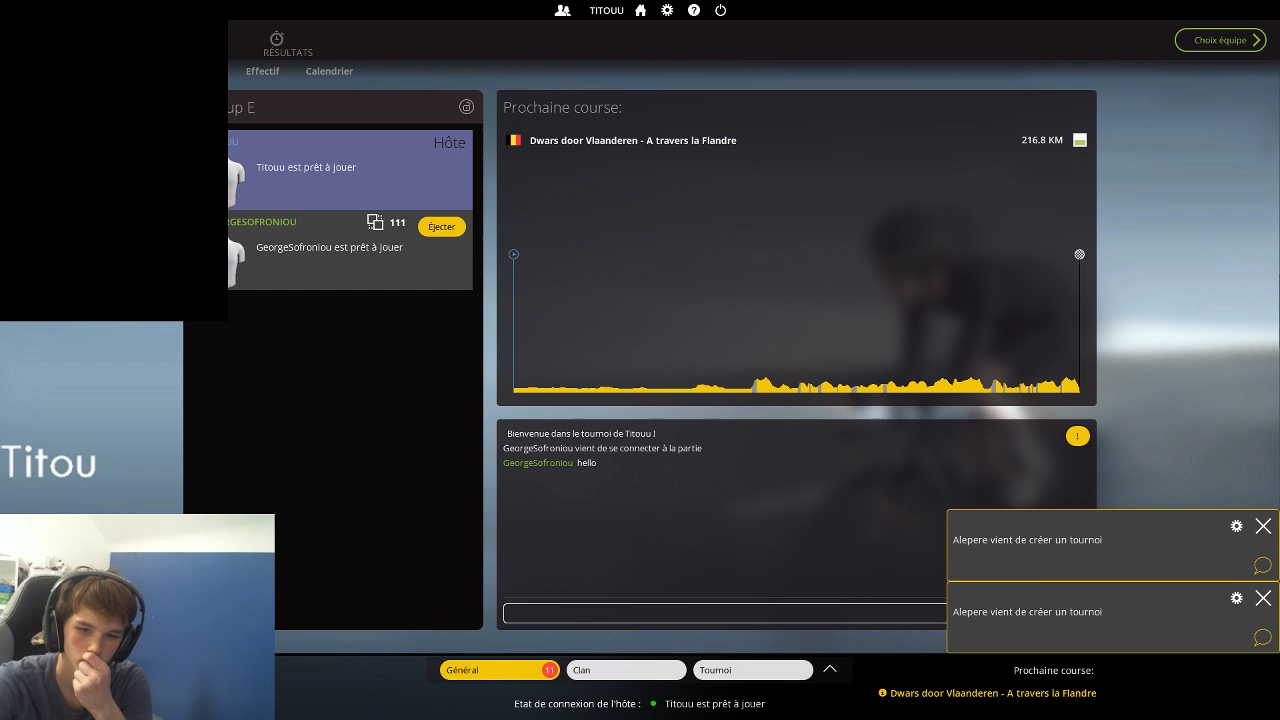 TITOUU
RÉSULTATS
Choix équipe
Effectif
Calendrier
up E
Prochaine course:
Dwars door Vlaanderen - A travers la Flandre
216.8 KM
UU
Hôte
Titouu est prêt à jouer
RGESOFRONIOU
111
Éjecter
GeorgeSofroniou est prêt à jouer
Bienvenue dans le tournoi de Titouu !
!
GeorgeSofroniou vient de se connecter à la partie
GeorgeSofroniou hello
Titou
Alepere vient de créer un tournoi
Alepere vient de créer un tournoi
Général
11
Clan
Tournoi
Prochaine course:
Dwars door Vlaanderen - A travers la Flandre
Etat de connexion de l'hôte :
Titouu est prêt à jouer